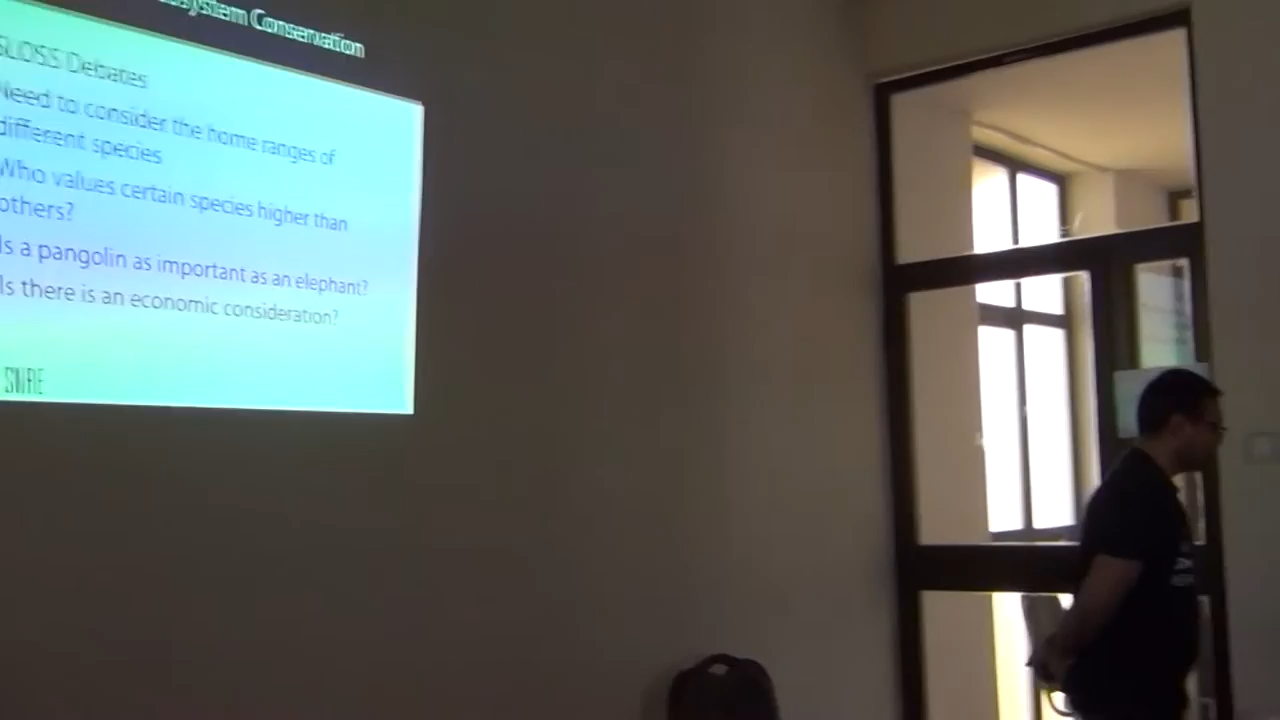 system Conservation
SLOSS Debates
Need to consider the home ranges of
different species
Who values certain species higher than
others?
Is a pangolin as important as an elephant?
Is there is an economic consideration?
SNRE